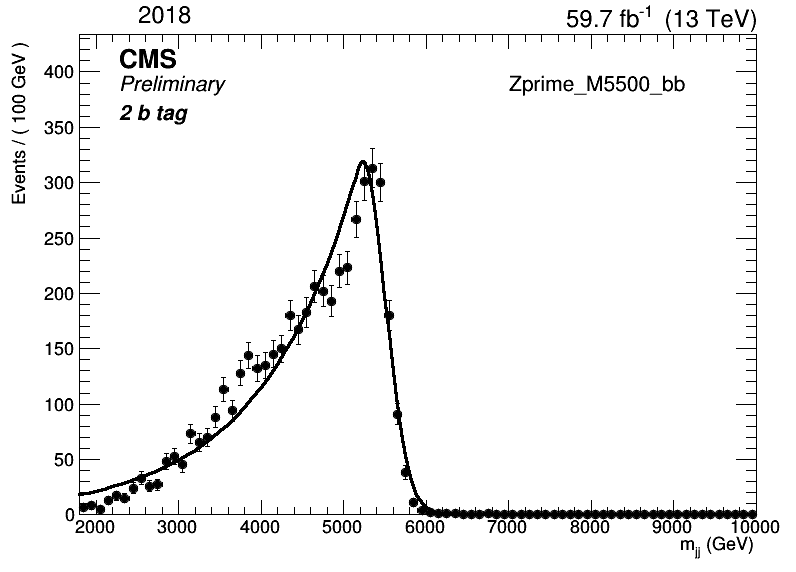 2018 59.7 fb⁻¹ (13 TeV)
CMS
Preliminary
2 b tag
Zprime_M5500_bb
Events / ( 100 GeV )
400
350
300
250
200
150
100
50
0
2000 3000 4000 5000 6000 7000 8000 9000 10000
m_jj (GeV)